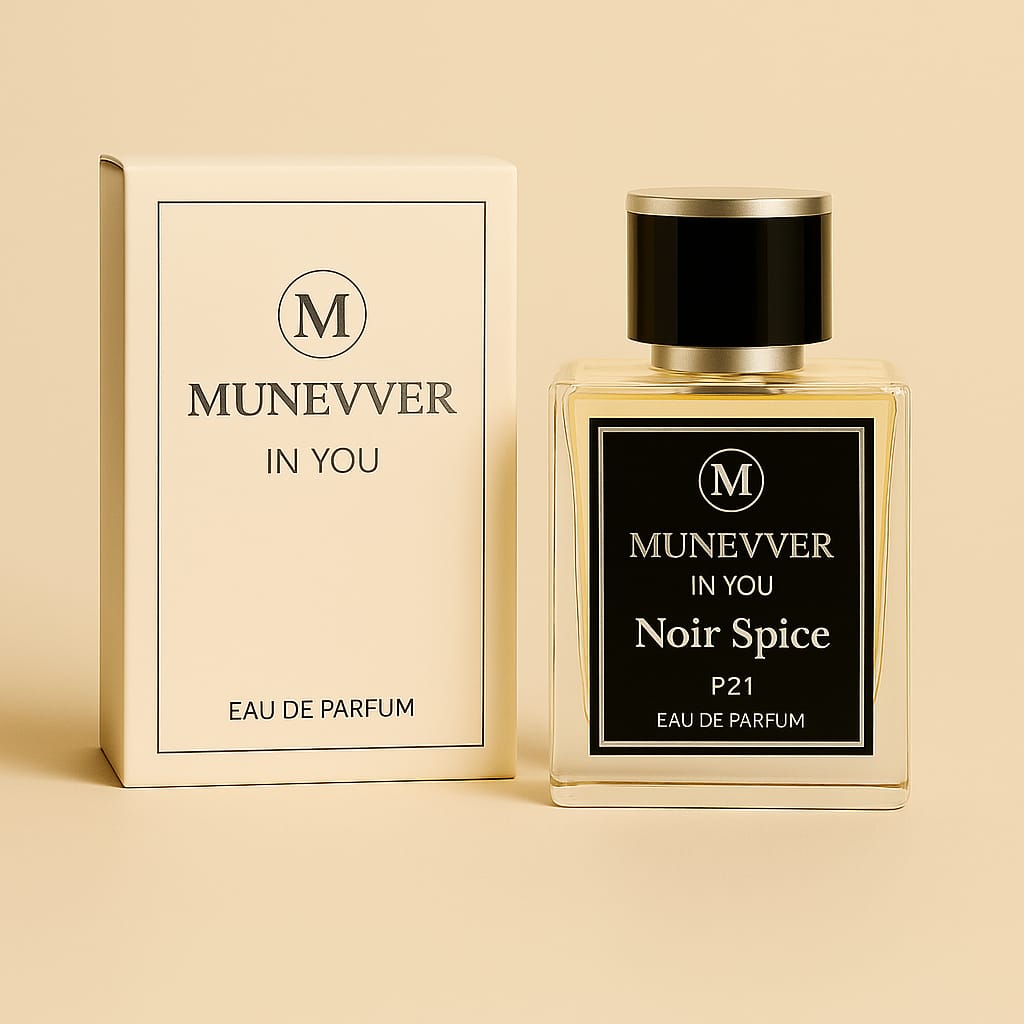 M
MUNEVVER
IN YOU
EAU DE PARFUM
M
MUNEVVER
IN YOU
Noir Spice
P21
EAU DE PARFUM